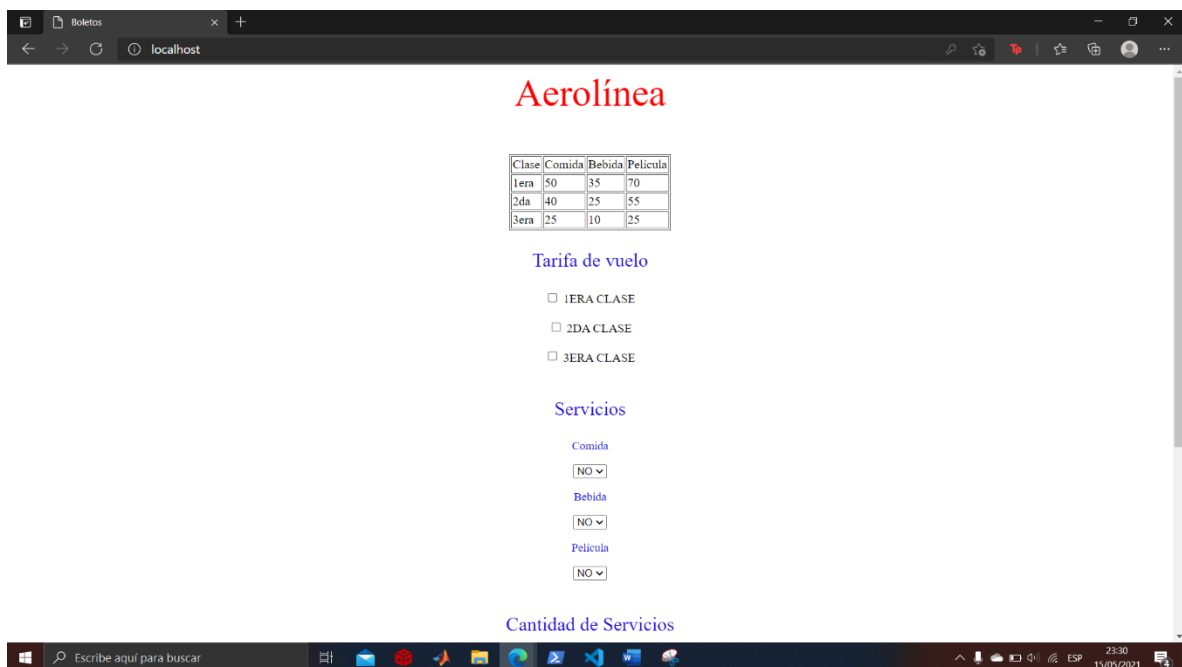 Boletos
localhost
Aerolínea
Clase Comida Bebida Película
1era 50 35 70
2da 40 25 55
3era 25 10 25
Tarifa de vuelo
1ERA CLASE
2DA CLASE
3ERA CLASE
Servicios
Comida
NO
Bebida
NO
Película
NO
Cantidad de Servicios
Escribe aquí para buscar
ESP
23:30
15/05/2021